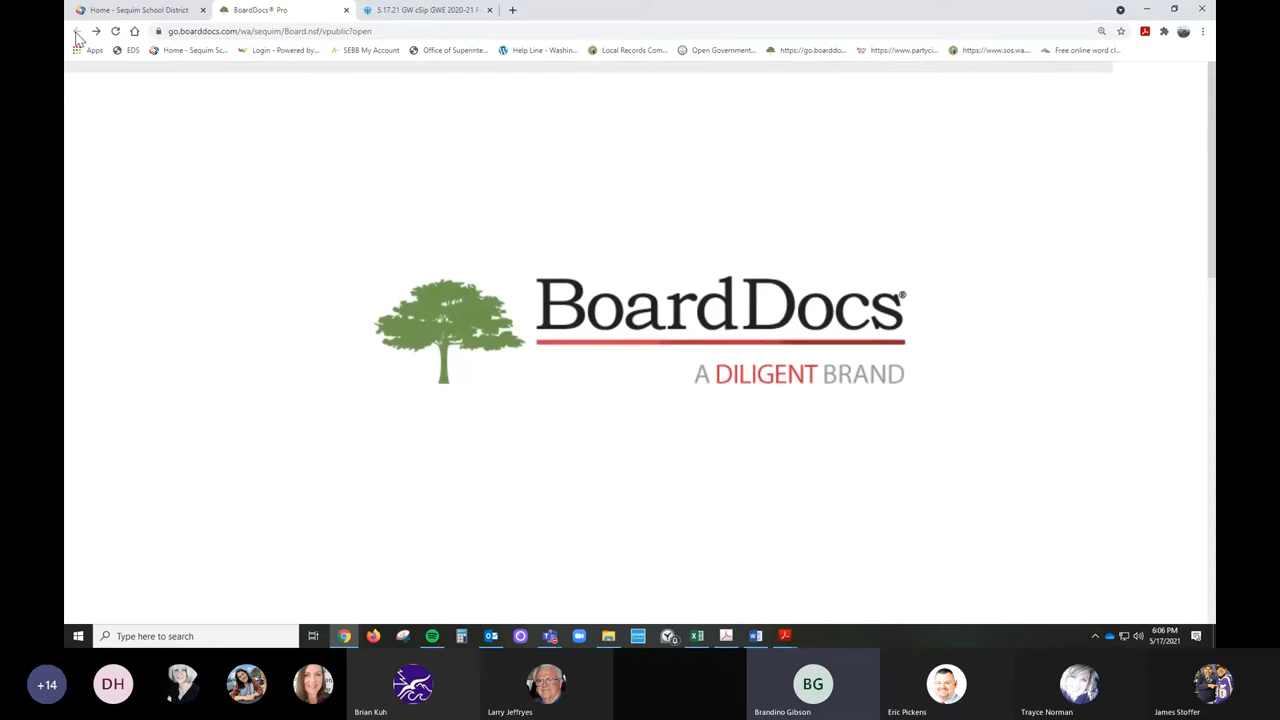 Home - Sequim School District
BoardDocs® Pro
5.17.21 GW cSip GWE 2020-21 F
go.boarddocs.com/wa/sequim/Board.nsf/vpublic?open
Apps
EDS
Home - Sequim Sc...
Login - Powered by...
SEBB My Account
Office of Superinte...
Help Line - Washin...
Local Records Com...
Open Government...
https://go.boarddo...
https://www.partyci...
https://www.sos.wa....
Free online word cl...
BoardDocs®
A DILIGENT BRAND
Type here to search
6:06 PM
5/17/2021
+14
DH
BG
Brian Kuh
Larry Jeffryes
Brandino Gibson
Eric Pickens
Trayce Norman
James Stoffer